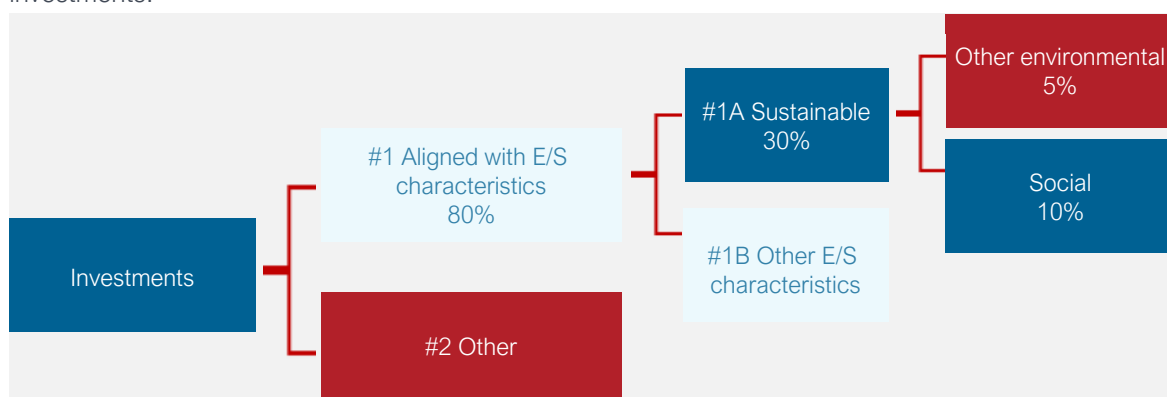 Investments
#1 Aligned with E/S
characteristics
80%
#2 Other
#1A Sustainable
30%
#1B Other E/S
characteristics
Other environmental
5%
Social
10%